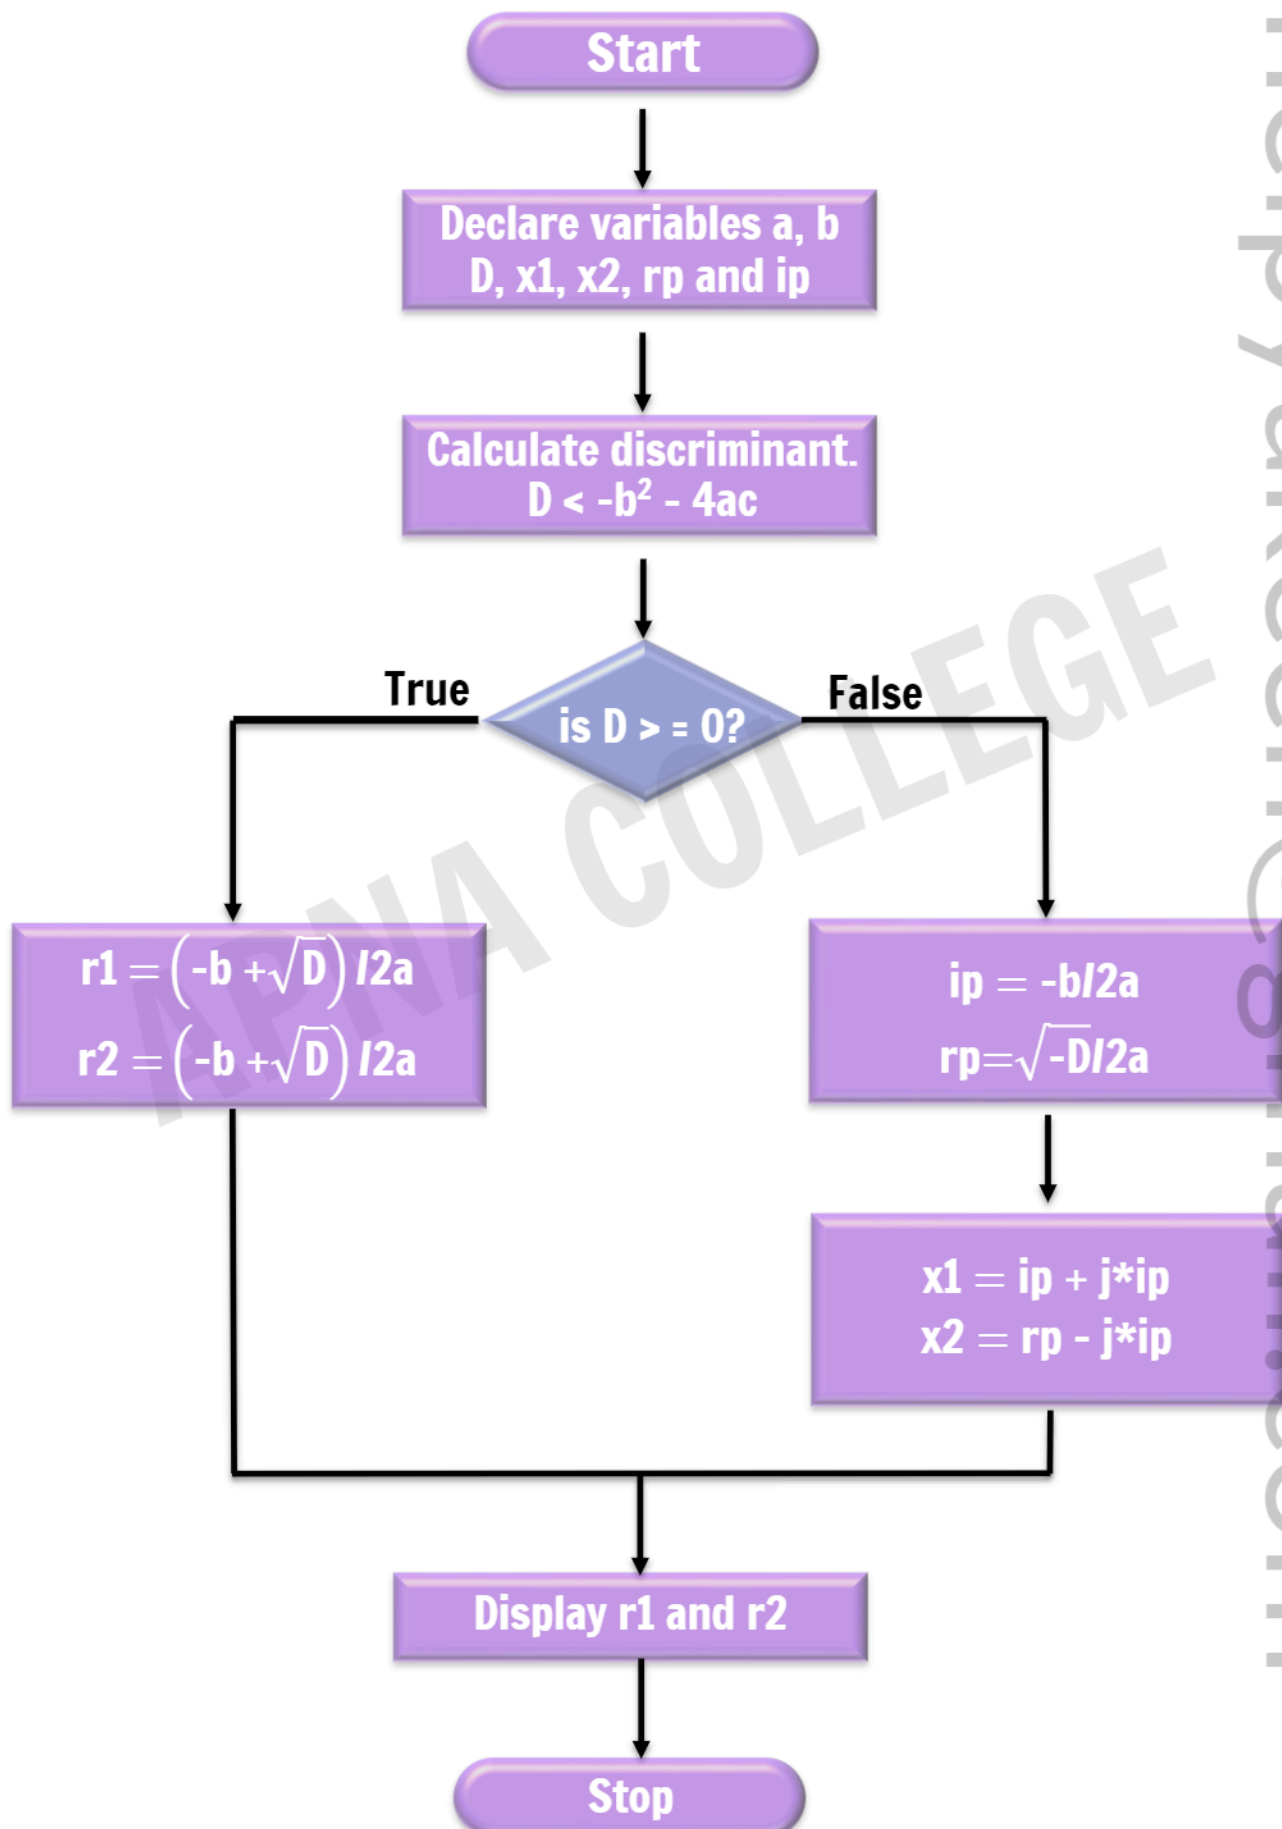 Start
Declare variables a, b
D, x1, x2, rp and ip
Calculate discriminant.
D < -b² - 4ac
is D > = 0?
True
False
r1 = (-b +√D) /2a
r2 = (-b +√D) /2a
ip = -b/2a
rp=√-D/2a
x1 = ip + j*ip
x2 = rp - j*ip
Display r1 and r2
Stop
APNA COLLEGE